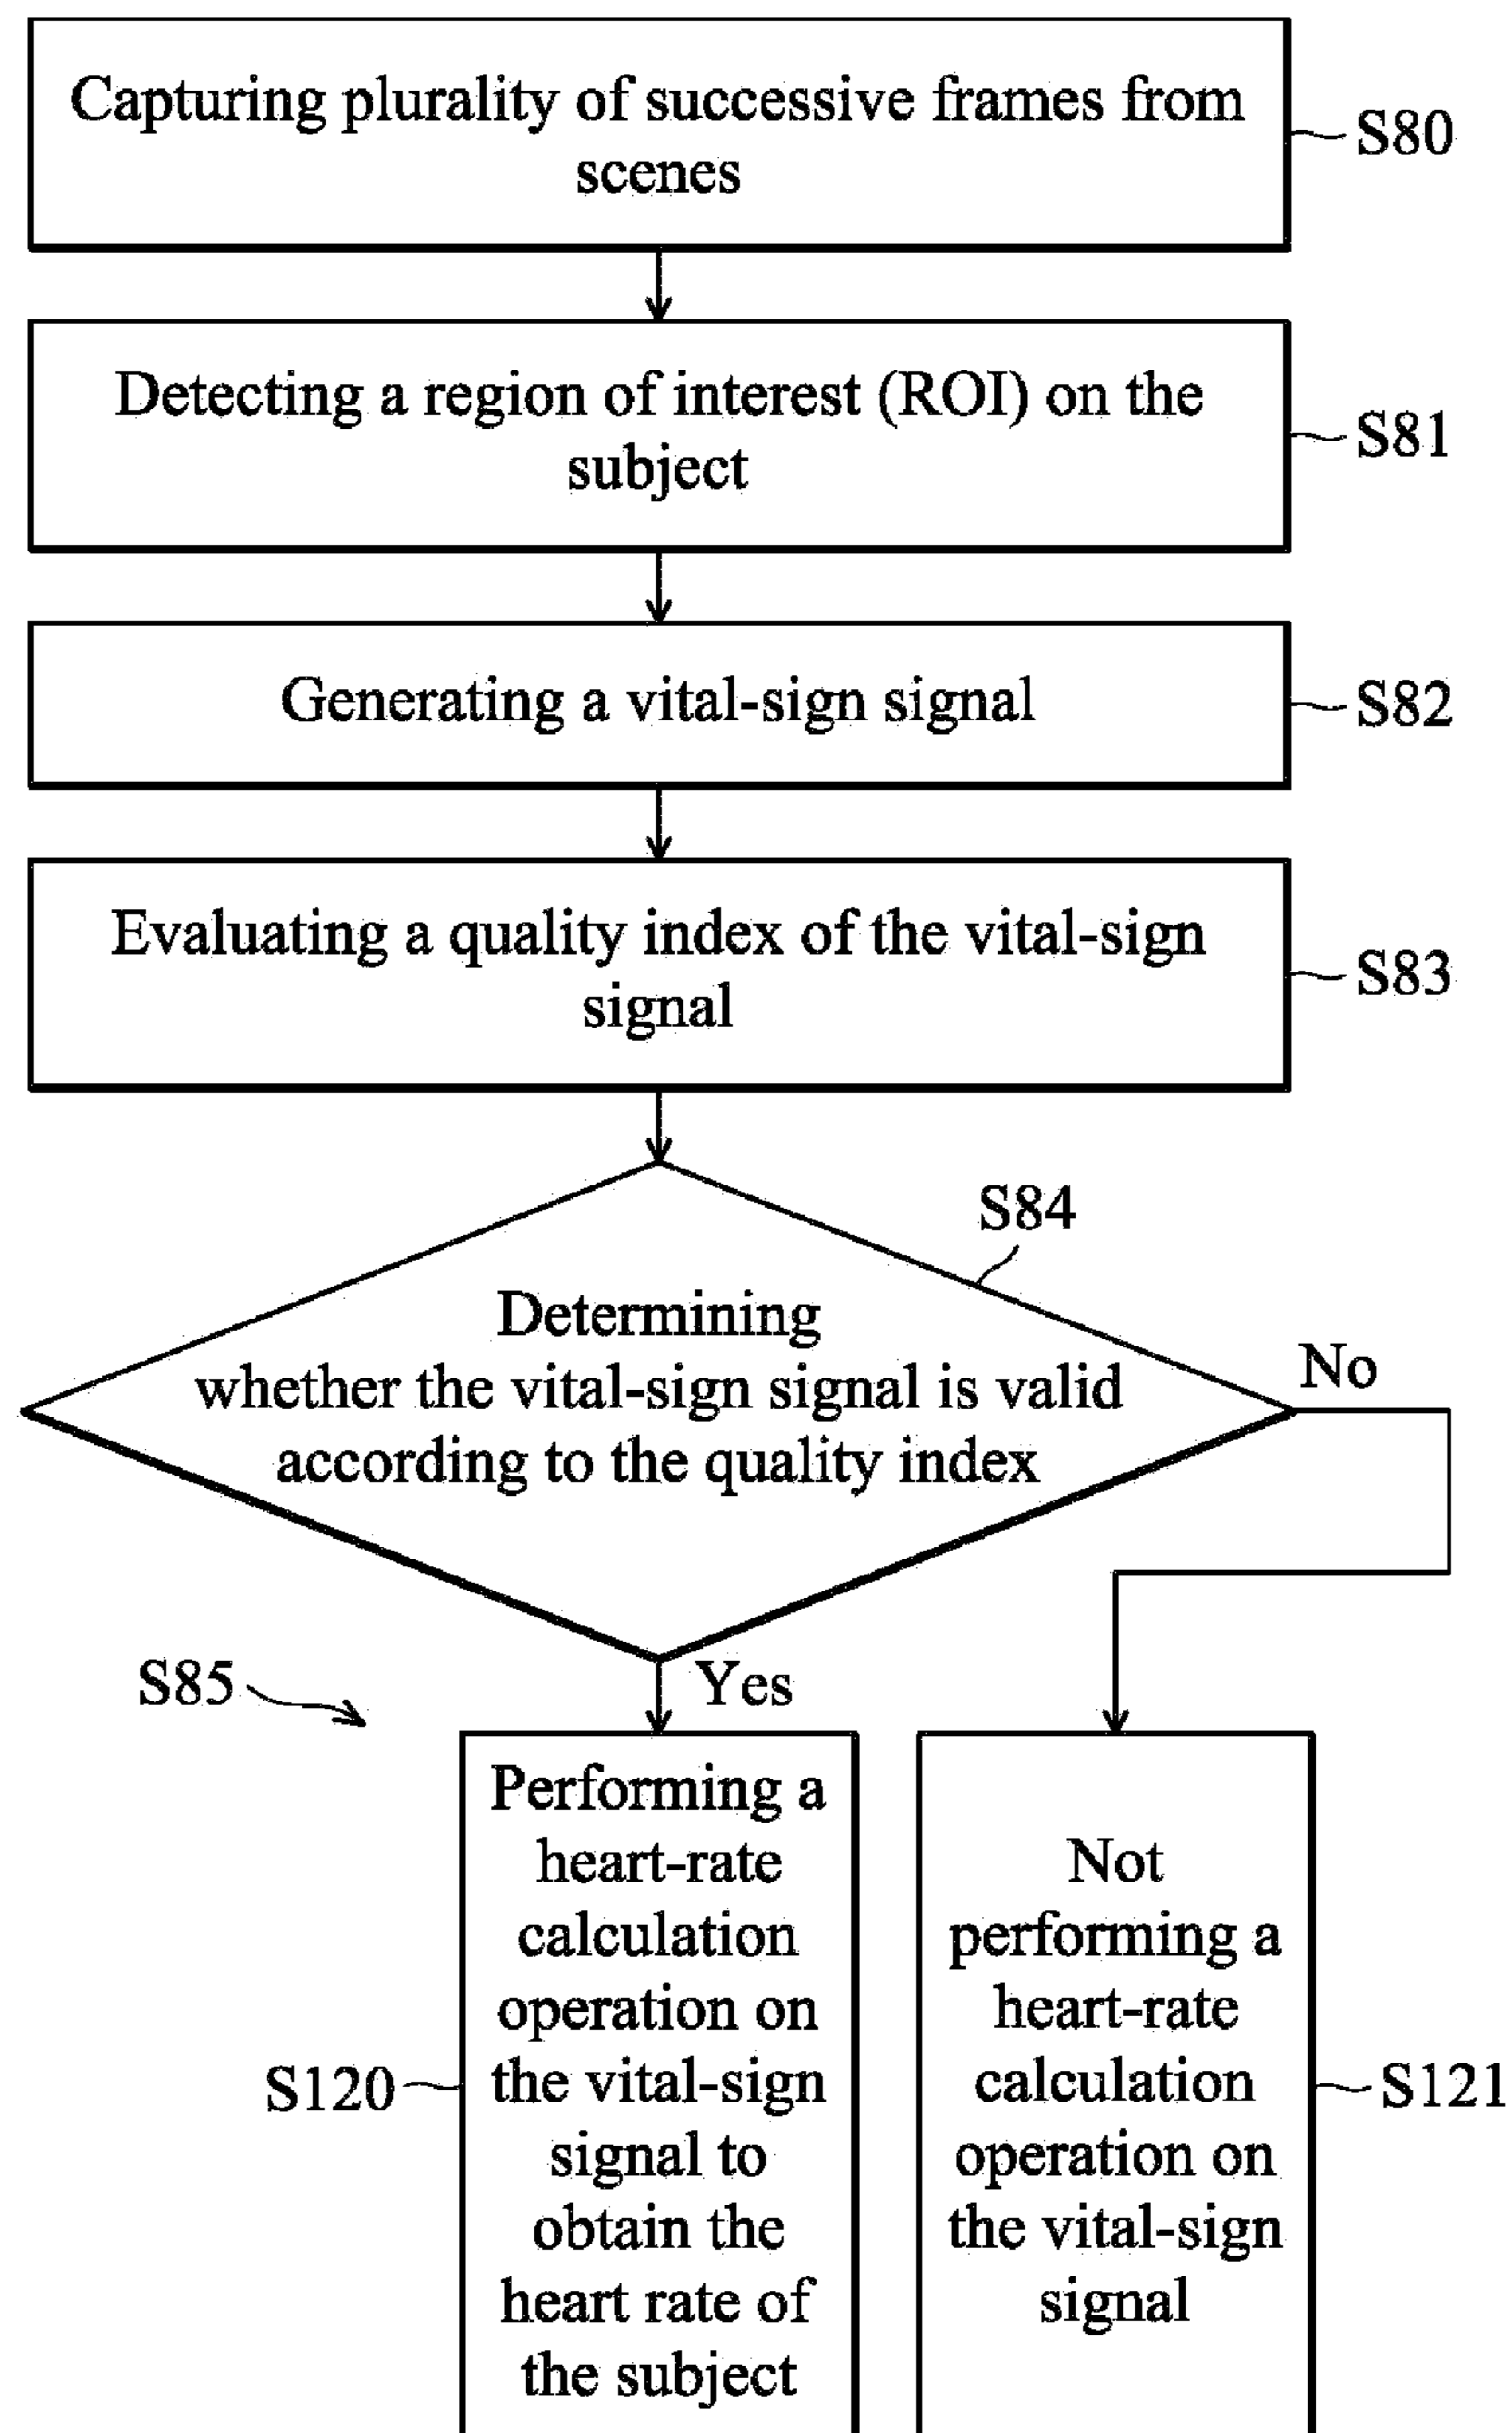 Capturing plurality of successive frames from
scenes
S80
Detecting a region of interest (ROI) on the
subject
S81
Generating a vital-sign signal
S82
Evaluating a quality index of the vital-sign
signal
S83
S84
Determining
whether the vital-sign signal is valid
according to the quality index
No
S85
Yes
Performing a
heart-rate
calculation
operation on
the vital-sign
signal to
obtain the
heart rate of
the subject
S120
Not
performing a
heart-rate
calculation
operation on
the vital-sign
signal
S121